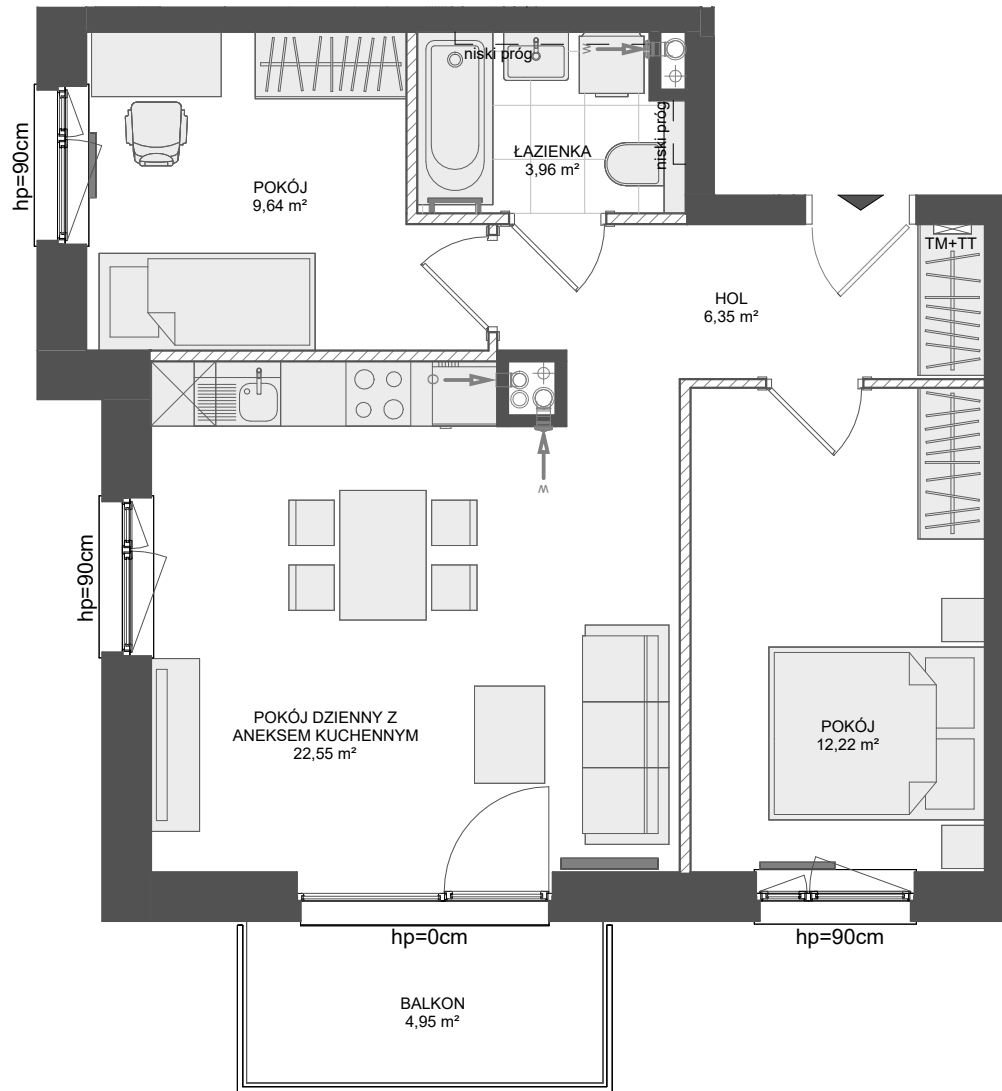 niski próg
W
hp=90cm
ŁAZIENKA
3,96 m²
niski próg
POKÓJ
9,64 m²
TM+TT
HOL
6,35 m²
W
hp=90cm
POKÓJ DZIENNY Z
ANEKSEM KUCHENNYM
22,55 m²
POKÓJ
12,22 m²
hp=0cm
hp=90cm
BALKON
4,95 m²